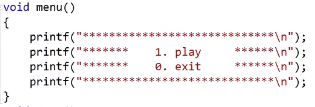 void menu()
{
    printf("*****************************\n");
    printf("*******    1. play     ******\n");
    printf("*******    0. exit     ******\n");
    printf("*****************************\n");
}